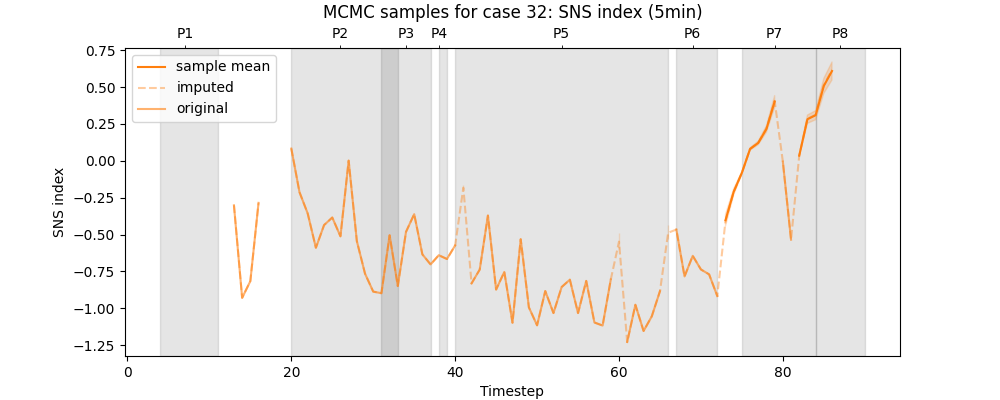 MCMC samples for case 32: SNS index (5min)
P1 P2 P3 P4 P5 P6 P7 P8
sample mean
imputed
original
SNS index
0.75
0.50
0.25
0.00
−0.25
−0.50
−0.75
−1.00
−1.25
0 20 40 60 80
Timestep